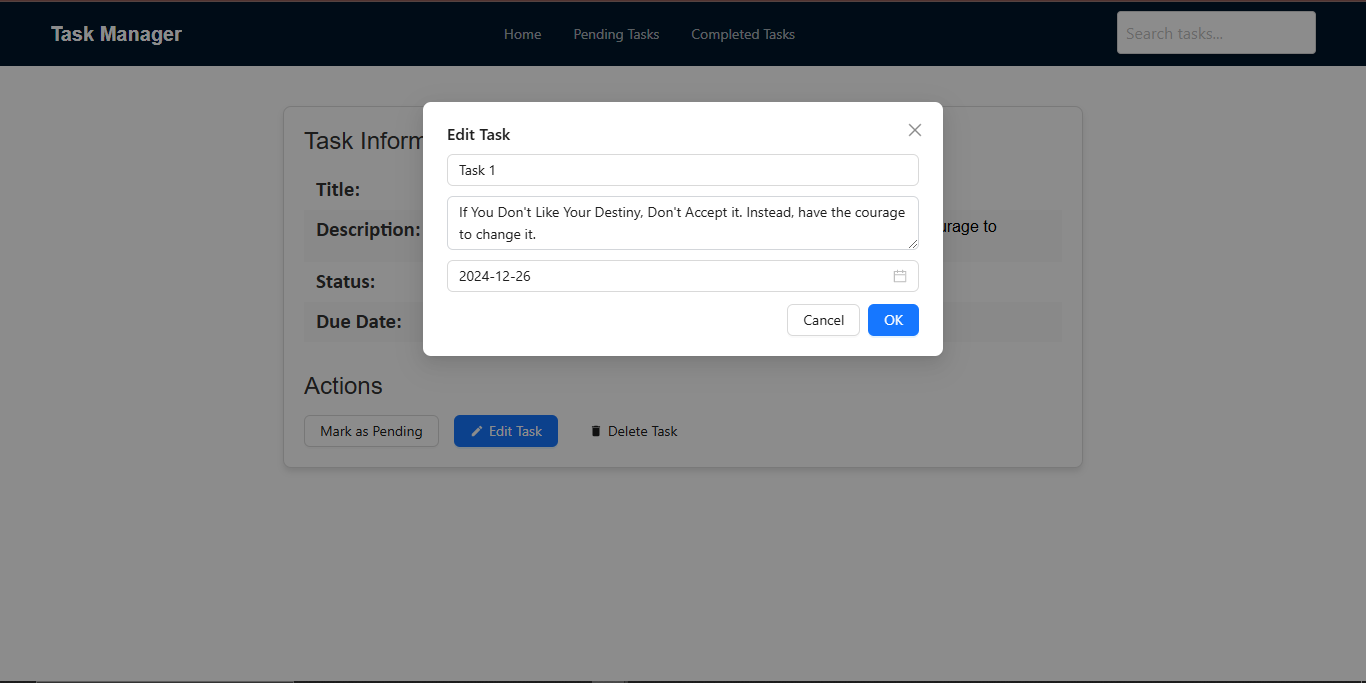 Task Manager
Home
Pending Tasks
Completed Tasks
Search tasks...
Task Inform
Title:
Description:
urage to
Status:
Due Date:
Edit Task
Task 1
If You Don't Like Your Destiny, Don't Accept it. Instead, have the courage
to change it.
2024-12-26
Cancel
OK
Actions
Mark as Pending
Edit Task
Delete Task